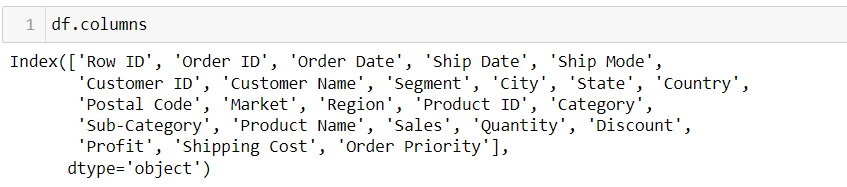 1 df.columns
Index(['Row ID', 'Order ID', 'Order Date', 'Ship Date', 'Ship Mode',
'Customer ID', 'Customer Name', 'Segment', 'City', 'State', 'Country',
'Postal Code', 'Market', 'Region', 'Product ID', 'Category',
'Sub-Category', 'Product Name', 'Sales', 'Quantity', 'Discount',
'Profit', 'Shipping Cost', 'Order Priority'],
dtype='object')